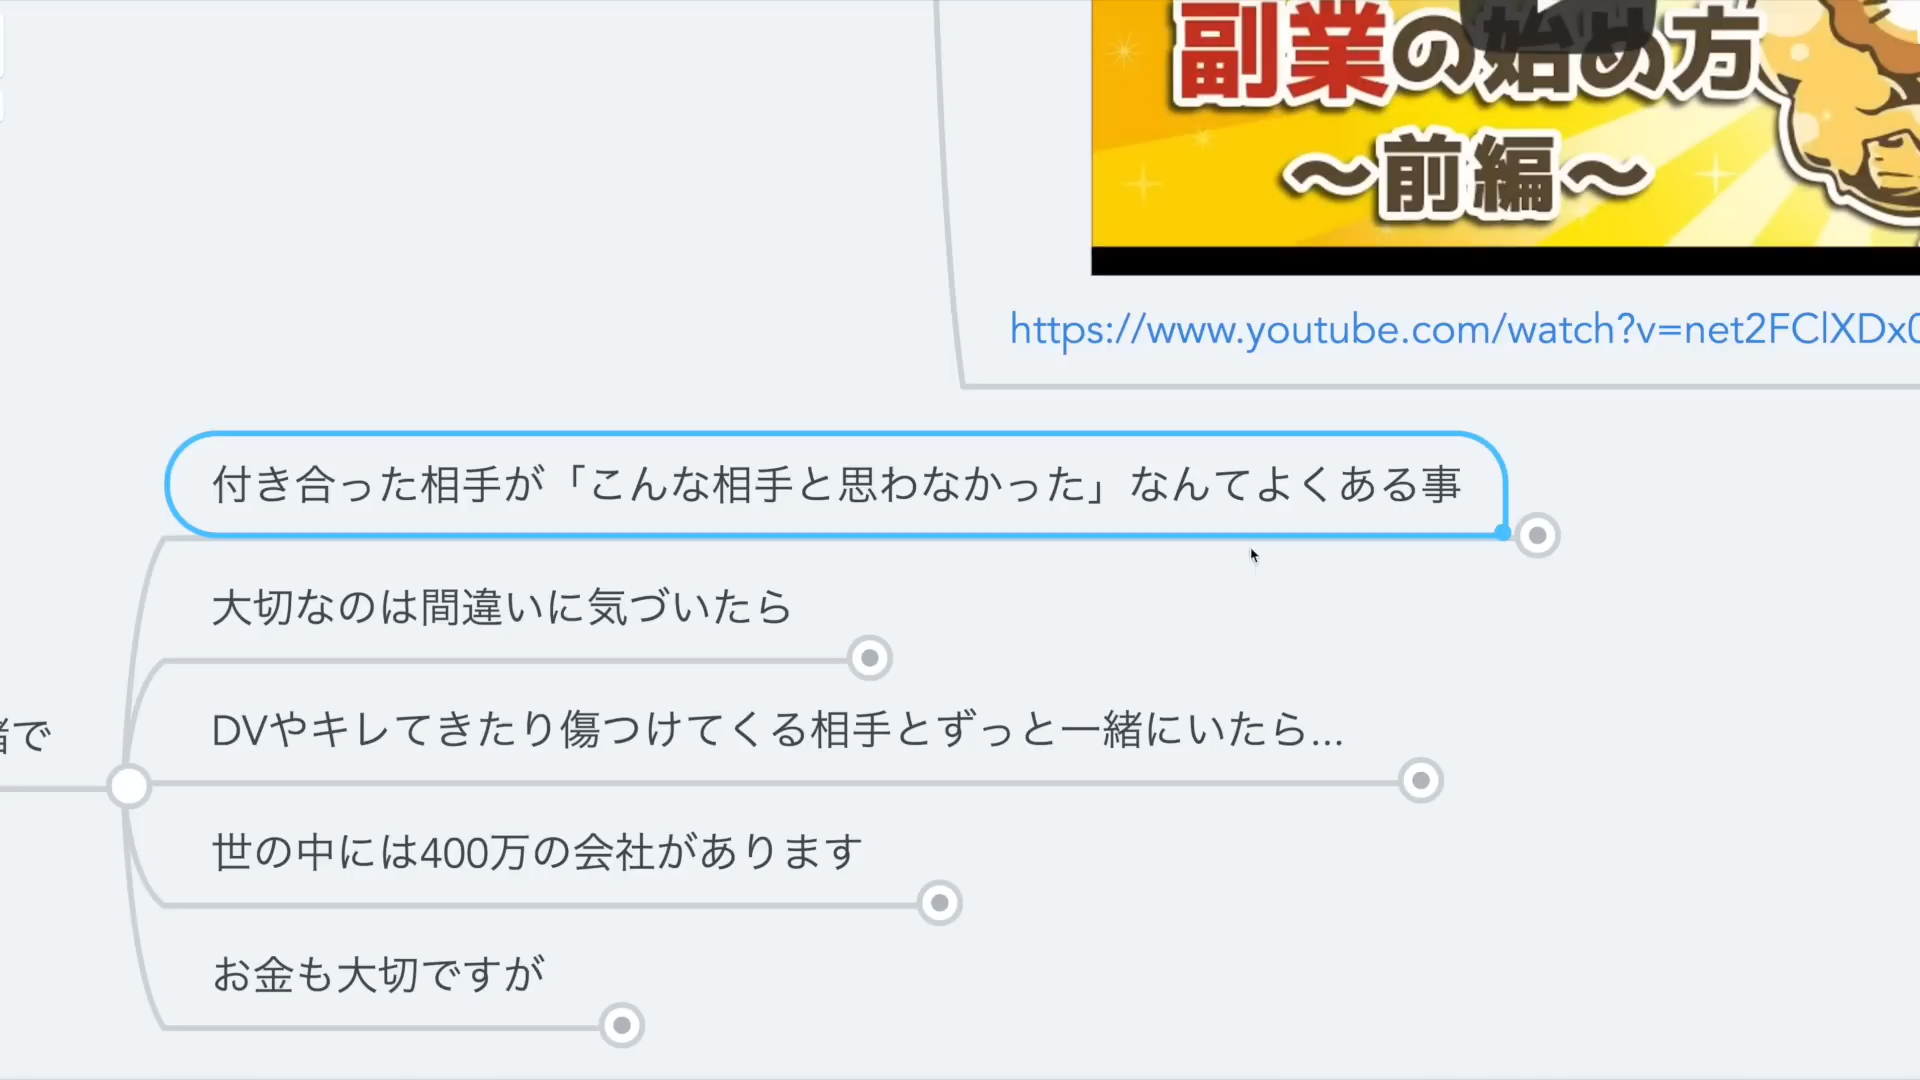 副業の始め方
〜前編〜
https://www.youtube.com/watch?v=net2FClXDx
付き合った相手が「こんな相手と思わなかった」なんてよくある事
大切なのは間違いに気づいたら
DVやキレてきたり傷つけてくる相手とずっと一緒にいたら...
で
世の中には400万の会社があります
お金も大切ですが